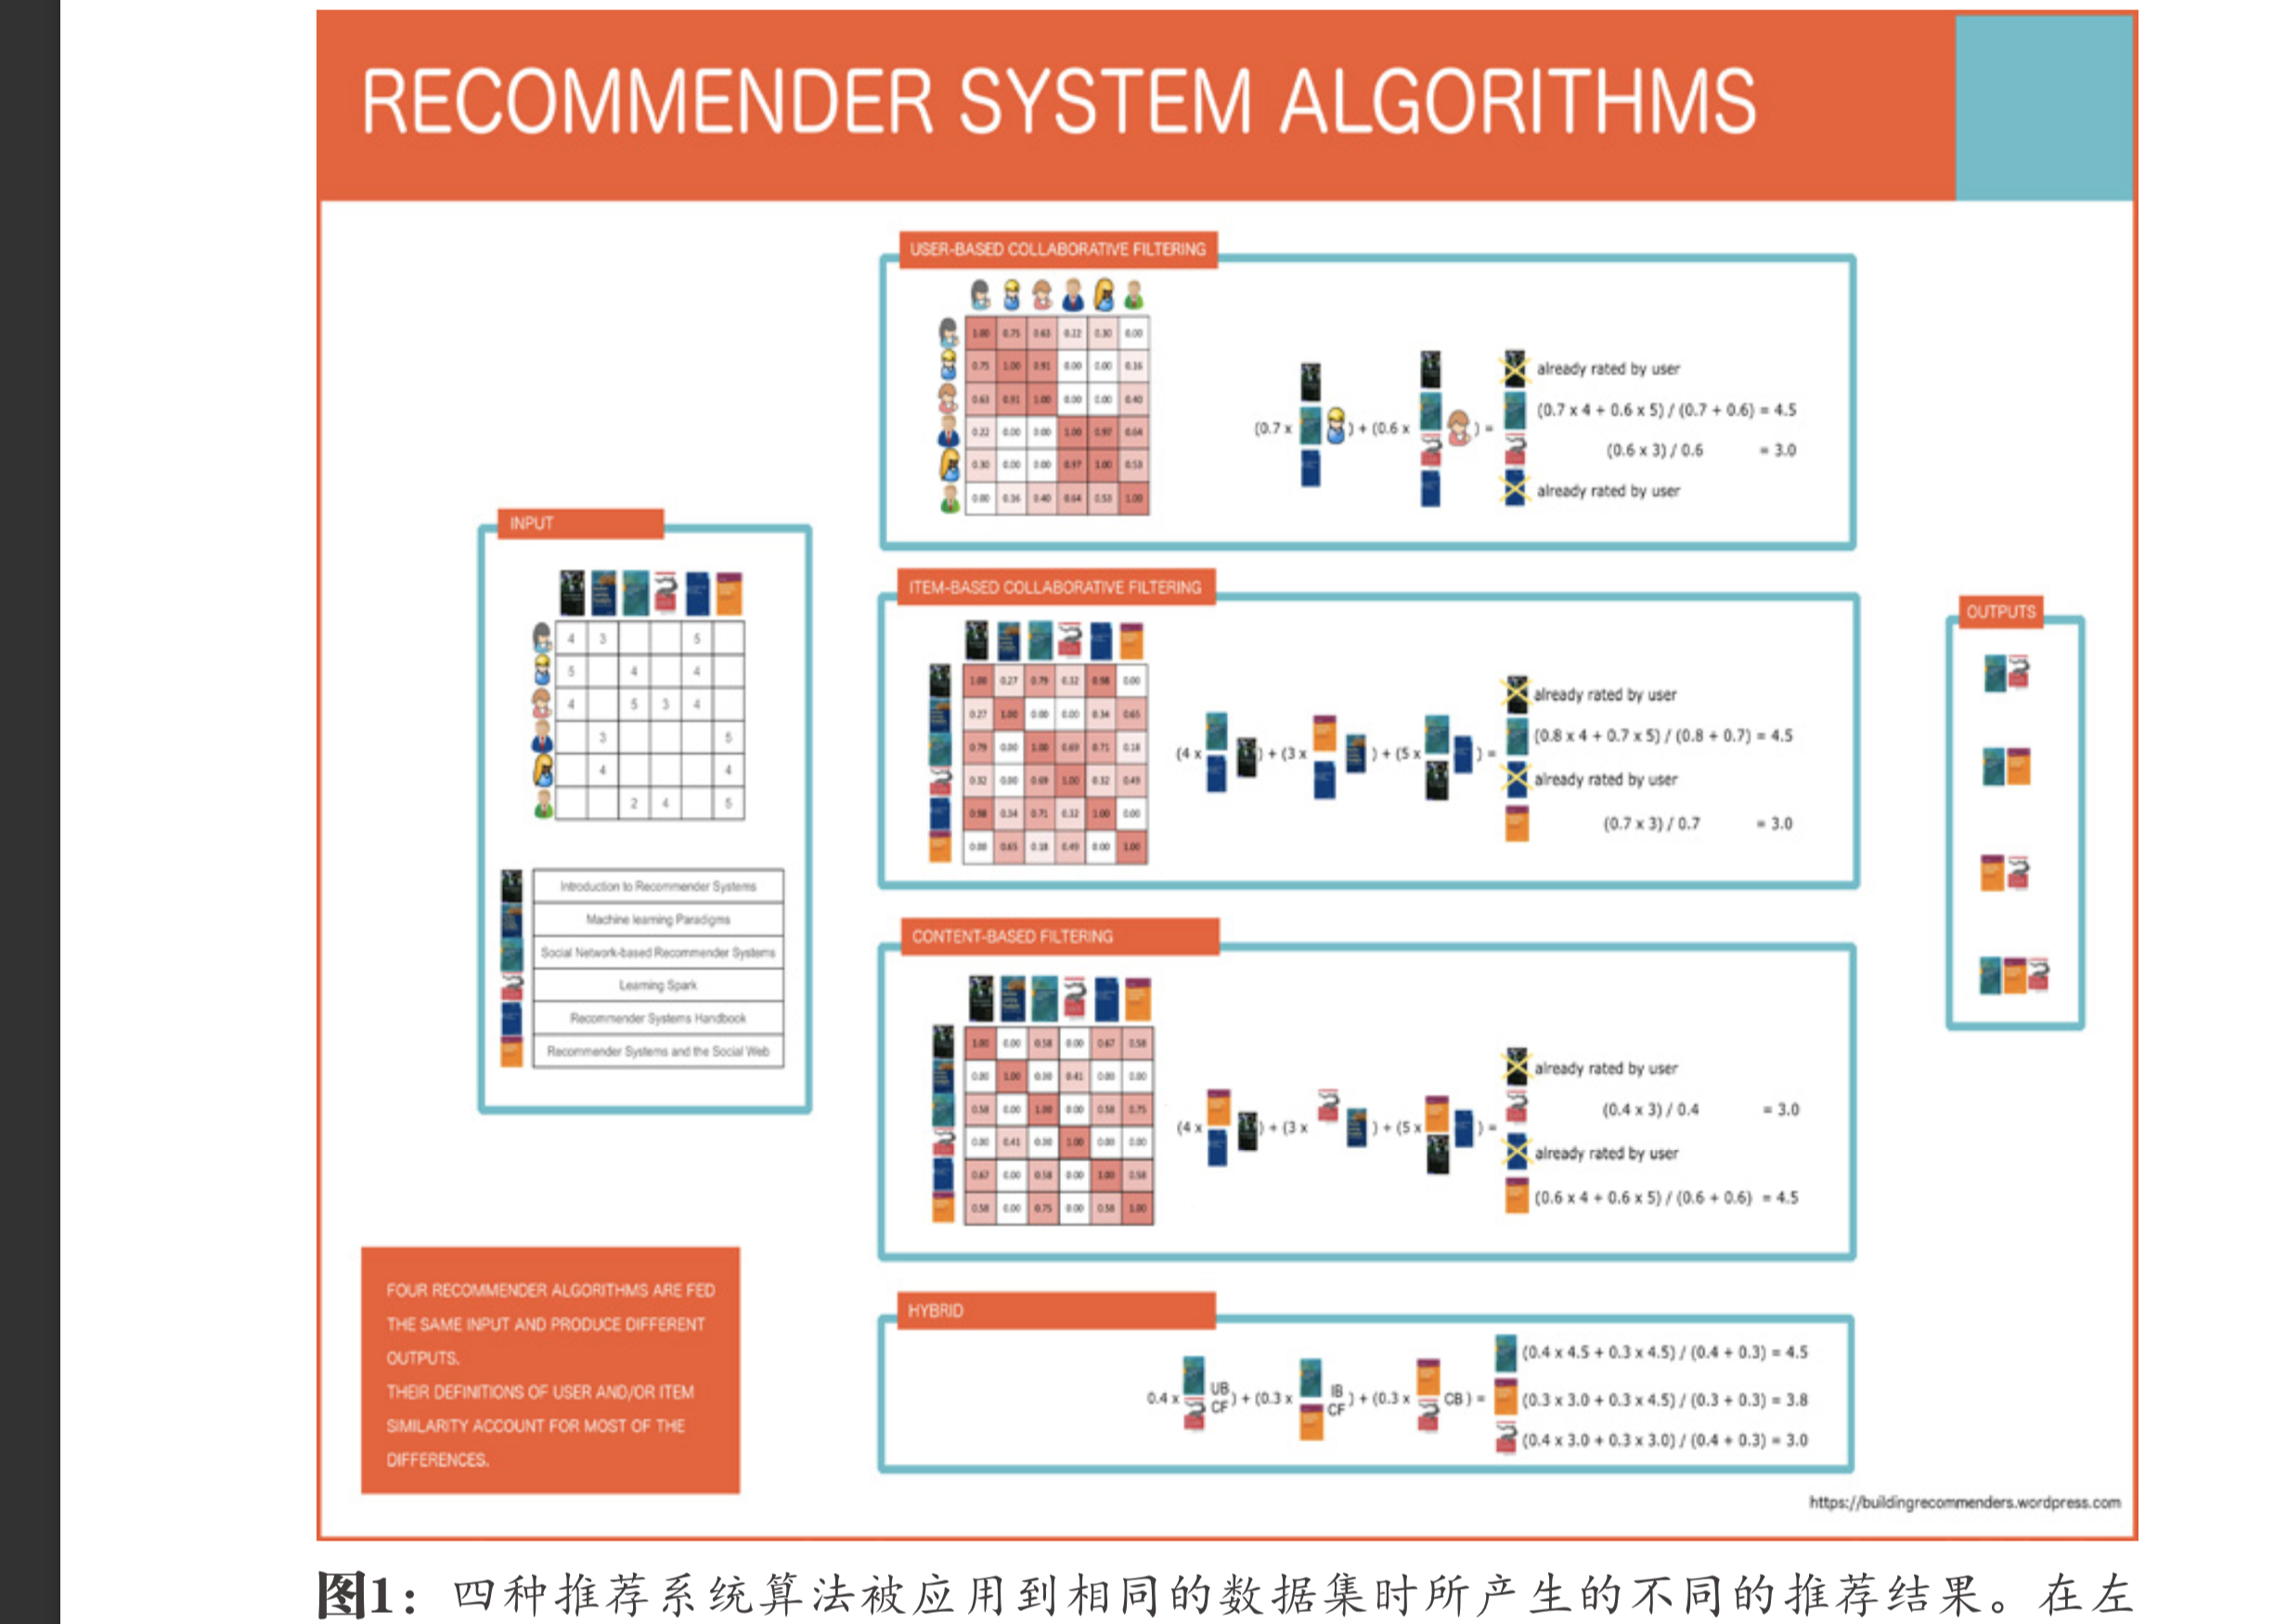 RECOMMENDER SYSTEM ALGORITHMS
USER-BASED COLLABORATIVE FILTERING
1.00 0.75 0.63 0.22 0.30 0.00
0.75 1.00 0.91 0.00 0.00 0.16
0.63 0.91 1.00 0.00 0.00 0.40
0.22 0.00 0.00 1.00 0.97 0.64
0.30 0.00 0.00 0.97 1.00 0.53
0.00 0.16 0.40 0.64 0.53 1.00
(0.7 x ) + (0.6 x ) =
already rated by user
(0.7 x 4 + 0.6 x 5) / (0.7 + 0.6) = 4.5
(0.6 x 3) / 0.6 = 3.0
already rated by user
INPUT
4 3 5
5 4 4
4 5 3 4
3 5
4 4
2 4 5
Introduction to Recommender Systems
Machine learning Paradigms
Social Network-based Recommender Systems
Learning Spark
Recommender Systems Handbook
Recommender Systems and the Social Web
ITEM-BASED COLLABORATIVE FILTERING
1.00 0.27 0.79 0.32 0.98 0.00
0.27 1.00 0.00 0.00 0.34 0.65
0.79 0.00 1.00 0.69 0.71 0.18
0.32 0.00 0.69 1.00 0.32 0.49
0.98 0.34 0.71 0.32 1.00 0.00
0.00 0.65 0.18 0.49 0.00 1.00
(4 x ) + (3 x ) + (5 x ) =
already rated by user
(0.8 x 4 + 0.7 x 5) / (0.8 + 0.7) = 4.5
already rated by user
(0.7 x 3) / 0.7 = 3.0
OUTPUTS
CONTENT-BASED FILTERING
1.00 0.00 0.58 0.00 0.67 0.58
0.00 1.00 0.00 0.41 0.00 0.00
0.58 0.00 1.00 0.00 0.58 0.75
0.00 0.41 0.00 1.00 0.00 0.00
0.67 0.00 0.58 0.00 1.00 0.58
0.58 0.00 0.75 0.00 0.58 1.00
(4 x ) + (3 x ) + (5 x ) =
already rated by user
(0.4 x 3) / 0.4 = 3.0
already rated by user
(0.6 x 4 + 0.6 x 5) / (0.6 + 0.6) = 4.5
FOUR RECOMMENDER ALGORITHMS ARE FED
THE SAME INPUT AND PRODUCE DIFFERENT
OUTPUTS.
THEIR DEFINITIONS OF USER AND/OR ITEM
SIMILARITY ACCOUNT FOR MOST OF THE
DIFFERENCES.
HYBRID
0.4 x UB CF ) + (0.3 x IB CF ) + (0.3 x CB ) =
(0.4 x 4.5 + 0.3 x 4.5) / (0.4 + 0.3) = 4.5
(0.3 x 3.0 + 0.3 x 4.5) / (0.3 + 0.3) = 3.8
(0.4 x 3.0 + 0.3 x 3.0) / (0.4 + 0.3) = 3.0
https://buildingrecommenders.wordpress.com
图1：四种推荐系统算法被应用到相同的数据集时所产生的不同的推荐结果。在左